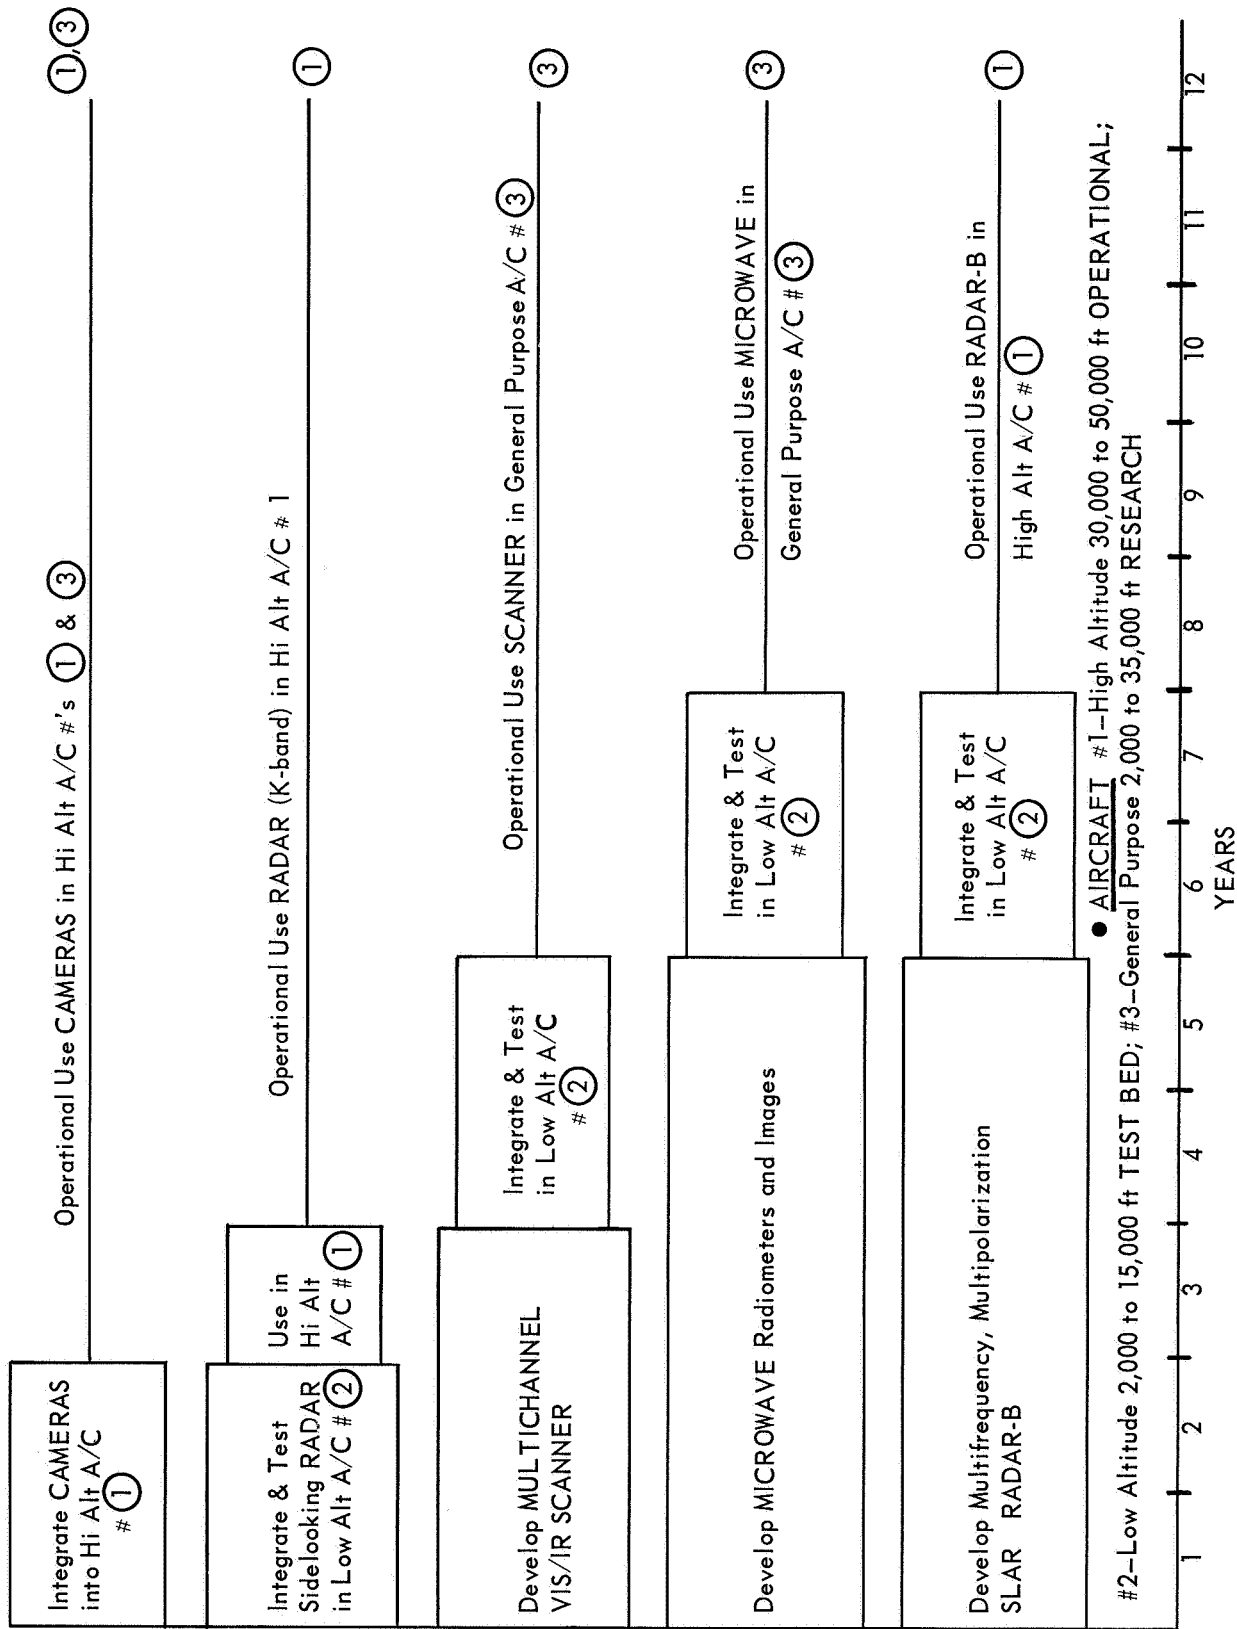 Integrate CAMERAS
into Hi Alt A/C
# 1
Operational Use CAMERAS in Hi Alt A/C #'s 1 & 3
1,3
Integrate & Test
Sidelooking RADAR
in Low Alt A/C # 2
Use in
Hi Alt
A/C # 1
Operational Use RADAR (K-band) in Hi Alt A/C # 1
1
Develop MULTICHANNEL
VIS/IR SCANNER
Integrate & Test
in Low Alt A/C
# 2
Operational Use SCANNER in General Purpose A/C # 3
3
Develop MICROWAVE Radiometers and Images
Integrate & Test
in Low Alt A/C
# 2
Operational Use MICROWAVE in
General Purpose A/C # 3
3
Develop Multifrequency, Multipolarization
SLAR RADAR-B
Integrate & Test
in Low Alt A/C
# 2
Operational Use RADAR-B in
High Alt A/C # 1
1
● AIRCRAFT #1–High Altitude 30,000 to 50,000 ft OPERATIONAL;
#2–Low Altitude 2,000 to 15,000 ft TEST BED; #3–General Purpose 2,000 to 35,000 ft RESEARCH
1 2 3 4 5 6 7 8 9 10 11 12
YEARS